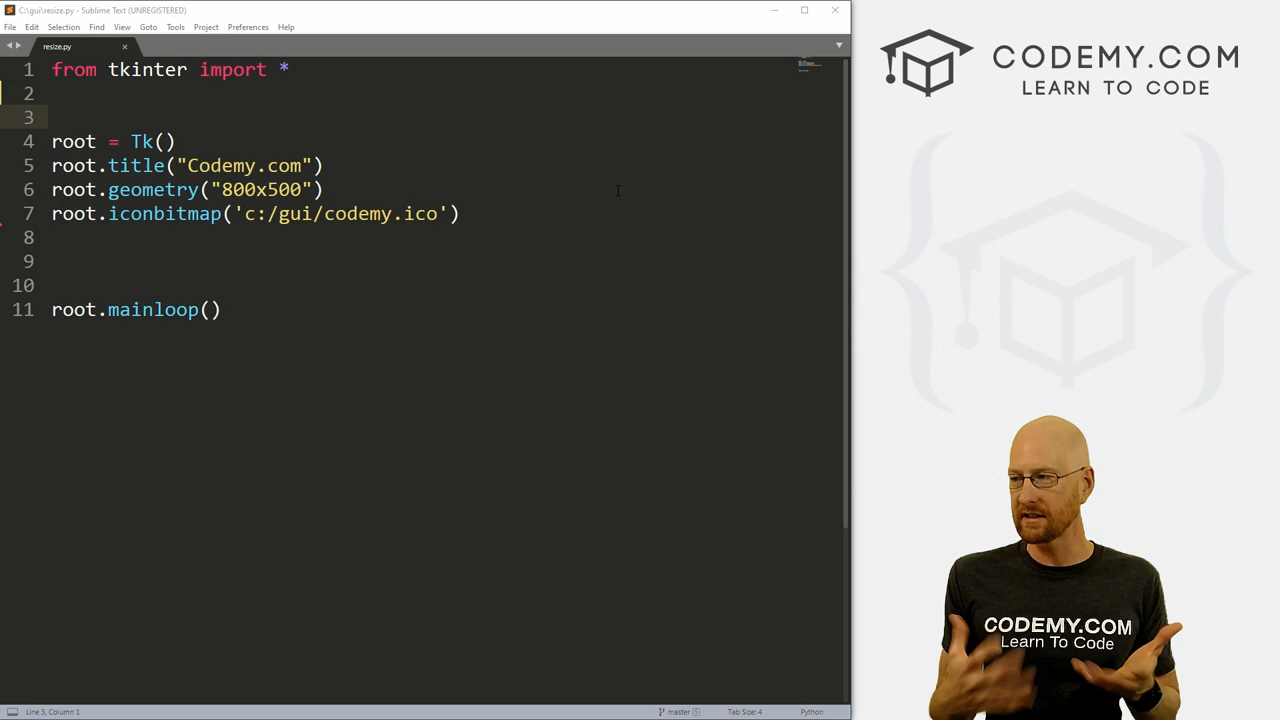 C:\gui\resize.py - Sublime Text (UNREGISTERED)
File Edit Selection Find View Goto Tools Project Preferences Help
resize.py
1 from tkinter import *
2
3
4 root = Tk()
5 root.title("Codemy.com")
6 root.geometry("800x500")
7 root.iconbitmap('c:/gui/codemy.ico')
8
9
10
11 root.mainloop()
Line 3, Column 1
master 5
Tab Size: 4
Python
CODEMY.COM
LEARN TO CODE
CODEMY.COM
Learn To Code